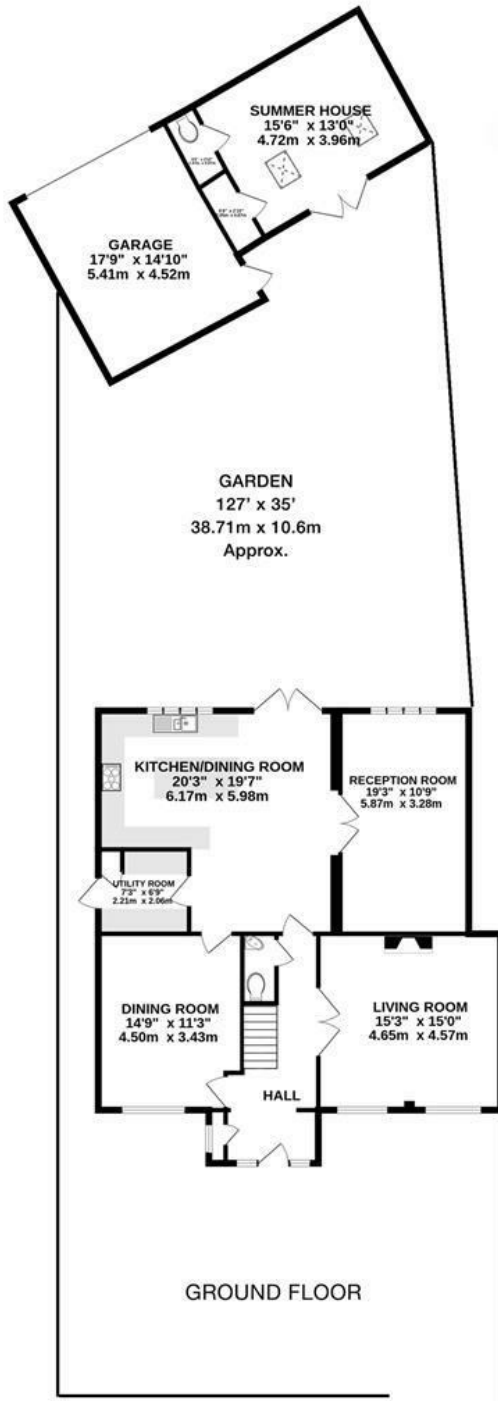 SUMMER HOUSE
15'6" x 13'0"
4.72m x 3.96m
GARAGE
17'9" x 14'10"
5.41m x 4.52m
GARDEN
127' x 35'
38.71m x 10.6m
Approx.
KITCHEN/DINING ROOM
20'3" x 19'7"
6.17m x 5.98m
RECEPTION ROOM
19'3" x 10'9"
5.87m x 3.28m
UTILITY ROOM
7'3" x 6'9"
2.21m x 2.06m
DINING ROOM
14'9" x 11'3"
4.50m x 3.43m
LIVING ROOM
15'3" x 15'0"
4.65m x 4.57m
HALL
GROUND FLOOR